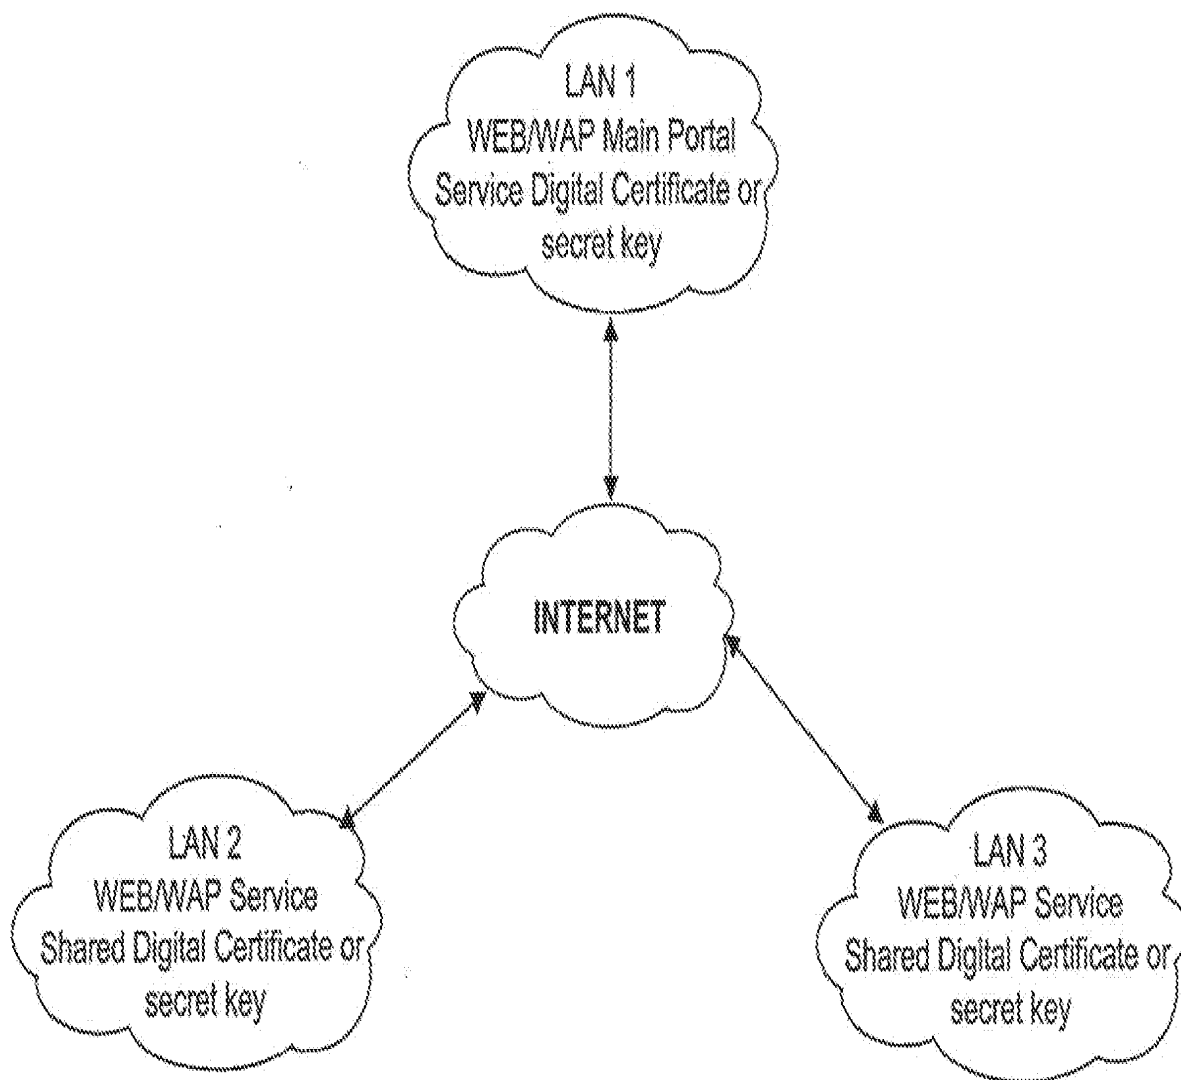 LAN 1
WEB/WAP Main Portal
Service Digital Certificate or
secret key
INTERNET
LAN 2
WEB/WAP Service
Shared Digital Certificate or
secret key
LAN 3
WEB/WAP Service
Shared Digital Certificate or
secret key